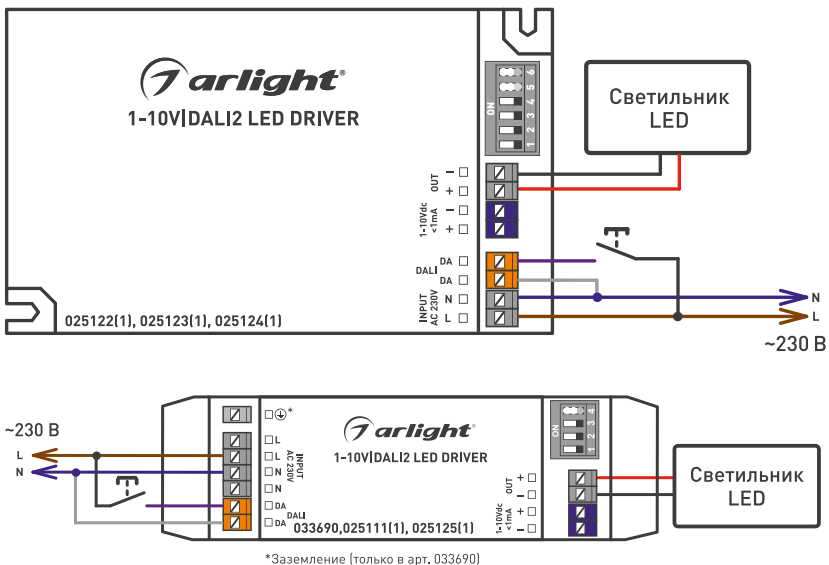 arlight®
1-10V|DALI2 LED DRIVER
ON
1 2 3 4 5 6
Светильник
LED
OUT
−
+
1-10Vdc
<1mA
−
+
DALI
DA
DA
INPUT
AC 230V
N
L
025122(1), 025123(1), 025124(1)
N
L
~230 В
~230 В
L
N
*
L
L
N
N
INPUT
AC 230V
DA
DALI
DA
arlight®
1-10V|DALI2 LED DRIVER
033690,025111(1), 025125(1)
ON
1 2 3 4
OUT
+
−
1-10Vdc
<1mA
+
−
Светильник
LED
*Заземление (только в арт. 033690)